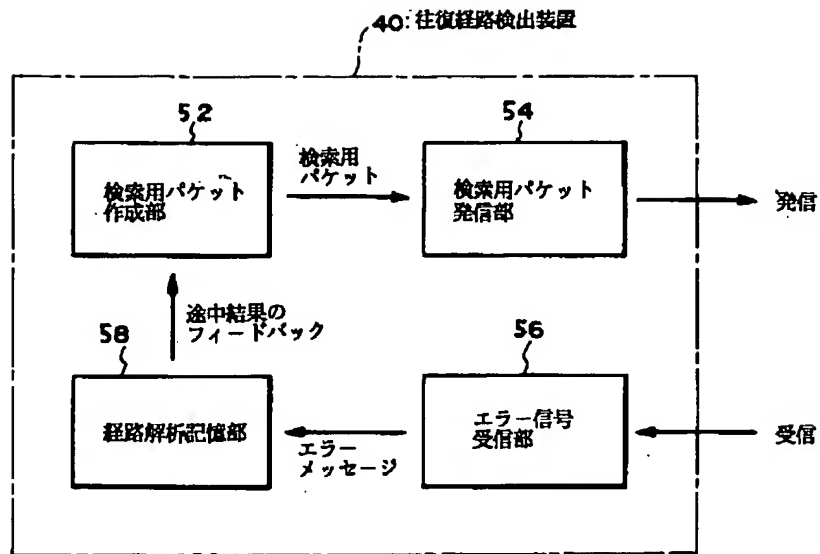 40:往復経路検出装置
52
54
検索用パケット
作成部
検索用
パケット
検索用パケット
発信部
発信
途中結果の
フィードバック
58
56
経路解析記憶部
エラー
メッセージ
エラー信号
受信部
受信